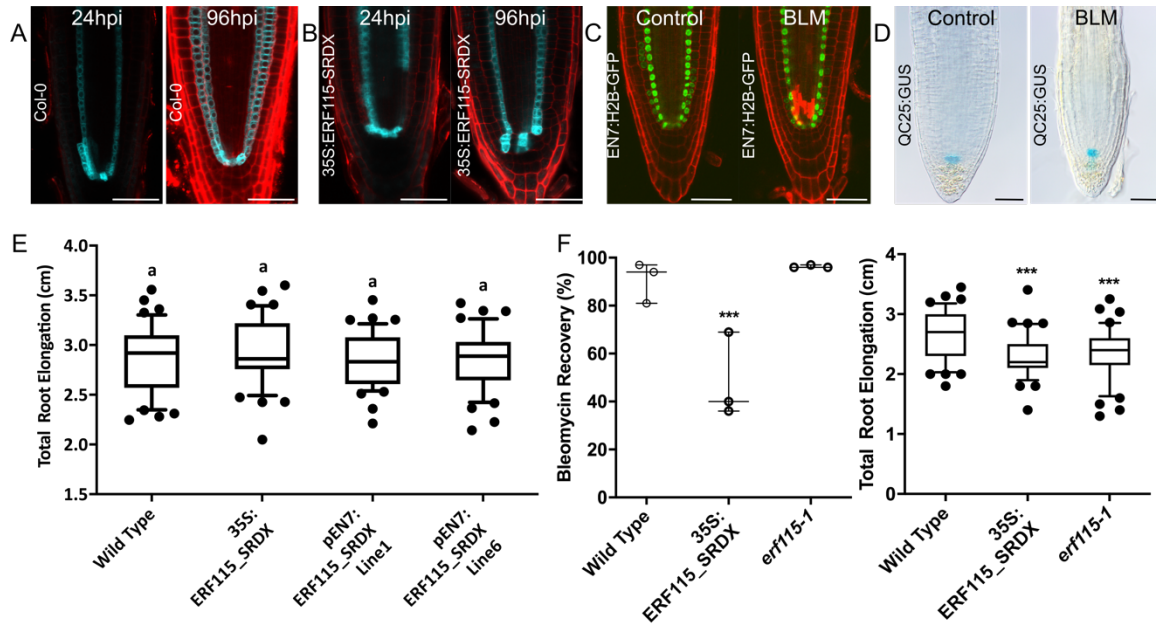 A
24hpi
96hpi
Col-0
Col-0
B
24hpi
96hpi
35S:ERF115-SRDX
35S:ERF115-SRDX
C
Control
BLM
EN7:H2B-GFP
EN7:H2B-GFP
D
Control
BLM
QC25:GUS
QC25:GUS
E
Total Root Elongation (cm)
4.0
3.5
3.0
2.5
2.0
1.5
a
a
a
a
Wild Type
35S:
ERF115_SRDX
pEN7:
ERF115_SRDX
Line1
pEN7:
ERF115_SRDX
Line6
F
Bleomycin Recovery (%)
100
80
60
40
20
0
***
Wild Type
35S:
ERF115_SRDX
erf115-1
Total Root Elongation (cm)
4
3
2
1
0
***
***
Wild Type
35S:
ERF115_SRDX
erf115-1